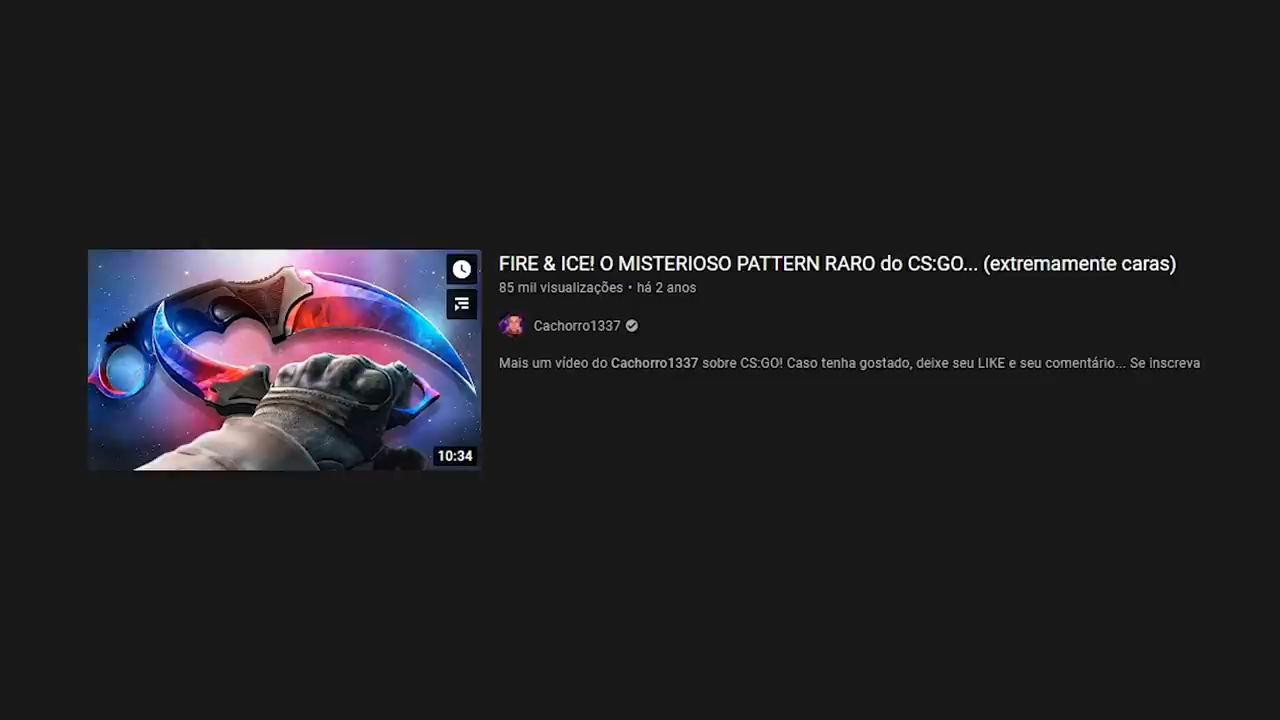 FIRE & ICE! O MISTERIOSO PATTERN RARO do CS:GO... (extremamente caras)
85 mil visualizações • há 2 anos
Cachorro1337
Mais um vídeo do Cachorro1337 sobre CS:GO! Caso tenha gostado, deixe seu LIKE e seu comentário... Se inscreva
10:34